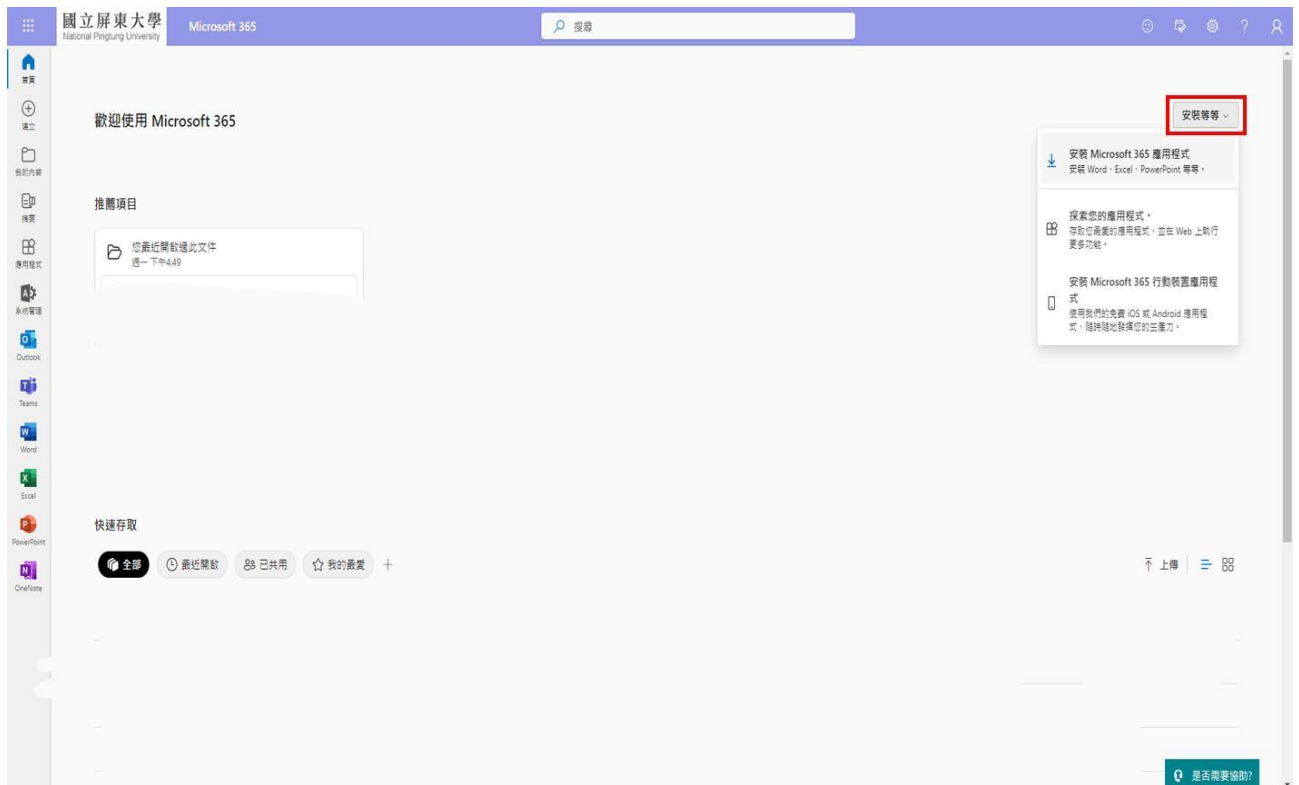 國立屏東大學
National Pingtung University
Microsoft 365
搜尋
首頁
建立
我的內容
摘要
應用程式
系統管理
Outlook
Teams
Word
Excel
PowerPoint
OneNote
歡迎使用 Microsoft 365
安裝等等
安裝 Microsoft 365 應用程式
安裝 Word、Excel、PowerPoint 等等。
探索您的應用程式。
存取您最愛的應用程式，並在 Web 上執行
更多功能。
安裝 Microsoft 365 行動裝置應用程
式
使用我們的免費 iOS 或 Android 應用程
式，隨時隨地發揮您的生產力。
推薦項目
您最近開啟過此文件
週一 下午4:49
快速存取
全部
最近開啟
已共用
我的最愛
上傳
是否需要協助?